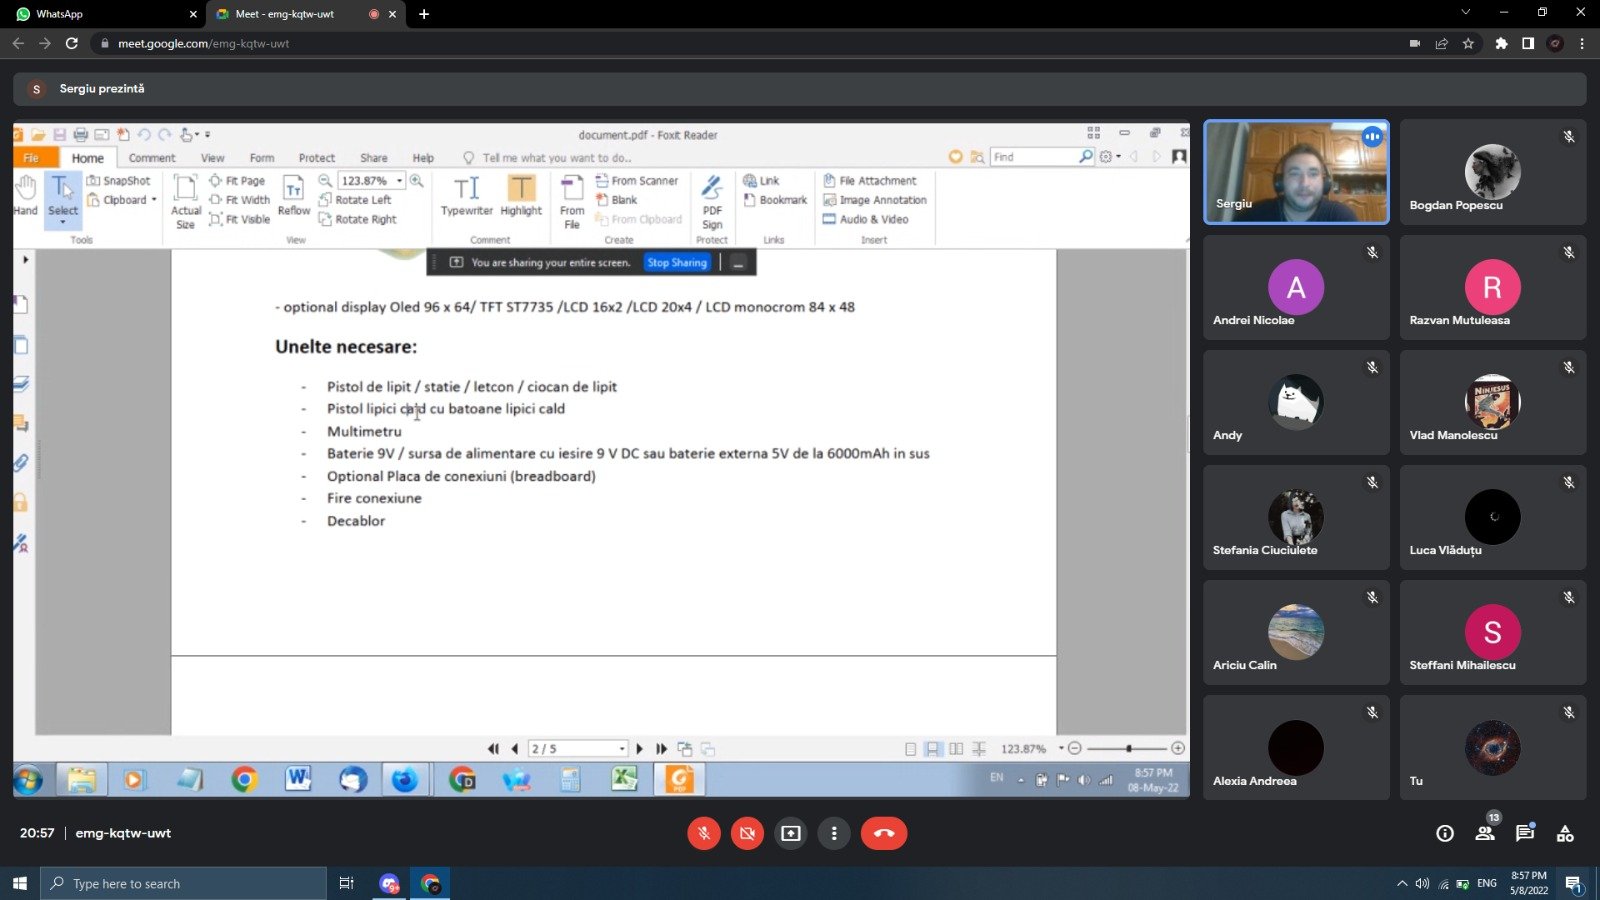 WhatsApp
Meet - emg-kqtw-uwt
meet.google.com/emg-kqtw-uwt
S
Sergiu prezintă
document.pdf - Foxit Reader
File Home Comment View Form Protect Share Help Tell me what you want to do.. Find
Hand
Select
SnapShot
Clipboard
Tools
Actual Size
Fit Page
Fit Width
Fit Visible
Reflow
123.87%
Rotate Left
Rotate Right
View
Typewriter
Highlight
Comment
From File
From Scanner
Blank
From Clipboard
Create
PDF Sign
Protect
Link
Bookmark
Links
File Attachment
Image Annotation
Audio & Video
Insert
You are sharing your entire screen. Stop Sharing
- optional display Oled 96 x 64/ TFT ST7735 /LCD 16x2 /LCD 20x4 / LCD monocrom 84 x 48
Unelte necesare:
- Pistol de lipit / statie / letcon / ciocan de lipit
- Pistol lipici cald cu batoane lipici cald
- Multimetru
- Baterie 9V / sursa de alimentare cu iesire 9 V DC sau baterie externa 5V de la 6000mAh in sus
- Optional Placa de conexiuni (breadboard)
- Fire conexiune
- Decablor
2 / 5
123.87%
EN
8:57 PM
08-May-22
Sergiu
Bogdan Popescu
A
Andrei Nicolae
R
Razvan Mutuleasa
Andy
NINJESUS
Vlad Manolescu
Stefania Ciuciulete
Luca Vlăduțu
Ariciu Calin
S
Steffani Mihailescu
Alexia Andreea
Tu
20:57 | emg-kqtw-uwt
13
Type here to search
ENG
8:57 PM
5/8/2022
1